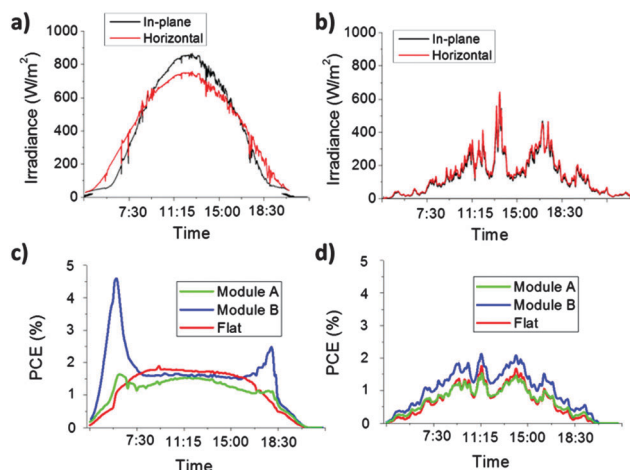 a)
In-plane
Horizontal
1000
800
600
400
200
0
Irradiance (W/m²)
7:30 11:15 15:00 18:30
Time
b)
In-plane
Horizontal
1000
800
600
400
200
0
Irradiance (W/m²)
7:30 11:15 15:00 18:30
Time
c)
Module A
Module B
Flat
5
4
3
2
1
0
PCE (%)
7:30 11:15 15:00 18:30
Time
d)
Module A
Module B
Flat
5
4
3
2
1
0
PCE (%)
7:30 11:15 15:00 18:30
Time